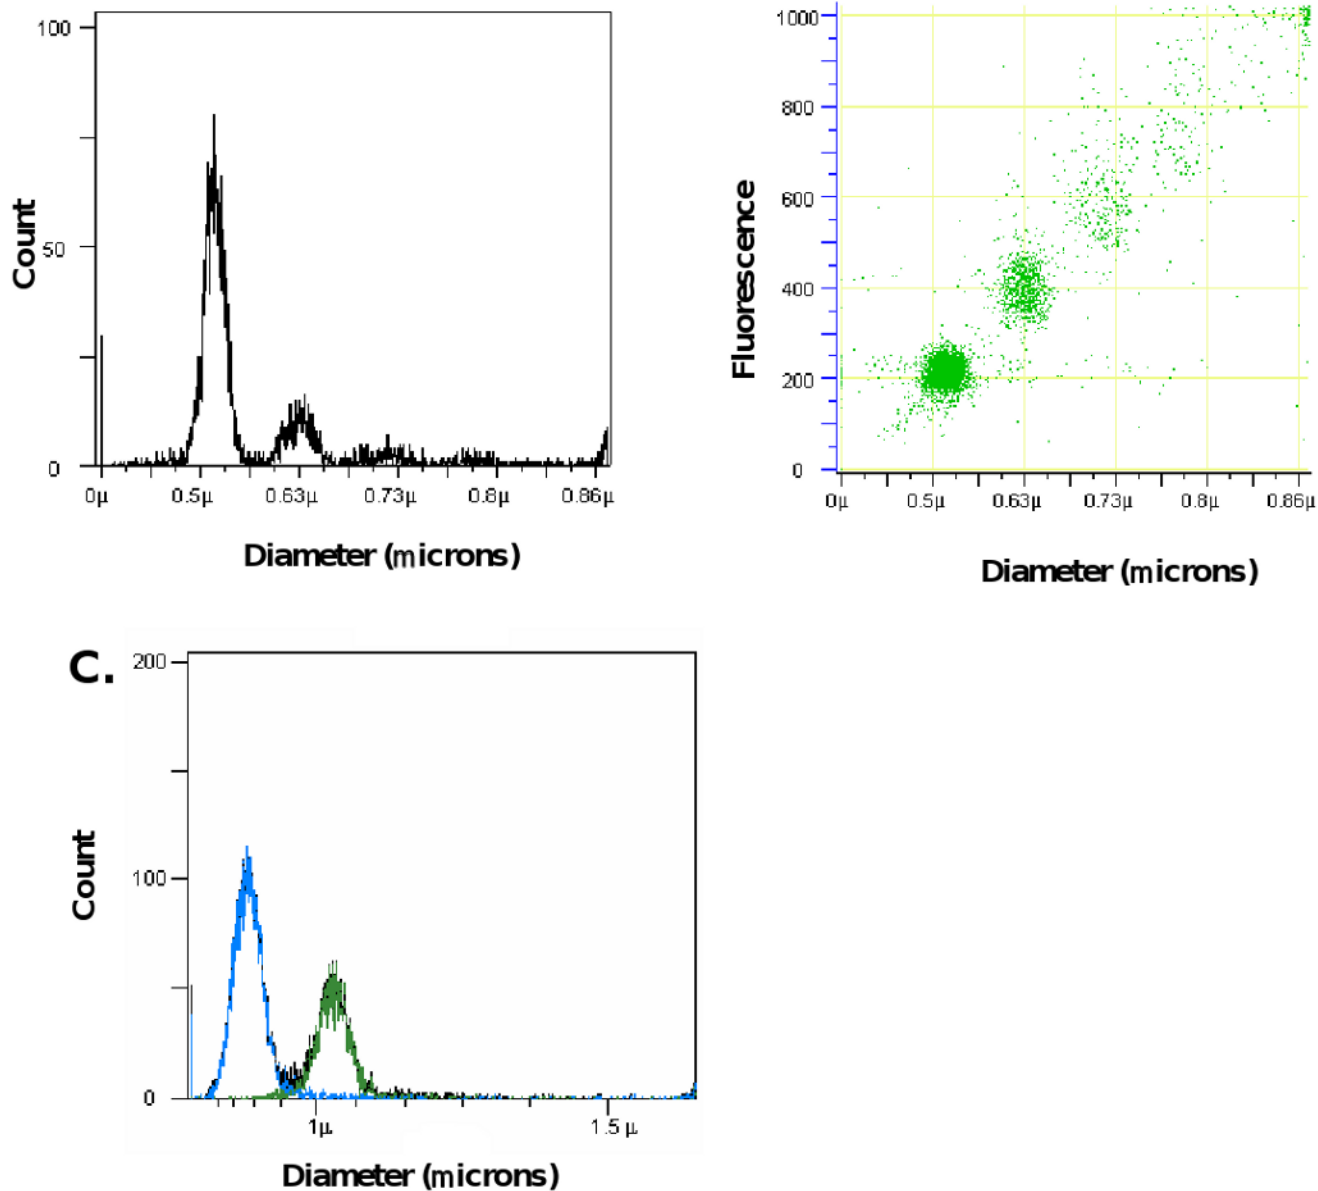 100
50
0
Count
0µ 0.5µ 0.63µ 0.73µ 0.8µ 0.86µ
Diameter (microns)
1000
800
600
400
200
0
Fluorescence
0µ 0.5µ 0.63µ 0.73µ 0.8µ 0.86µ
Diameter (microns)
C.
200
100
0
Count
1µ 1.5 µ
Diameter (microns)